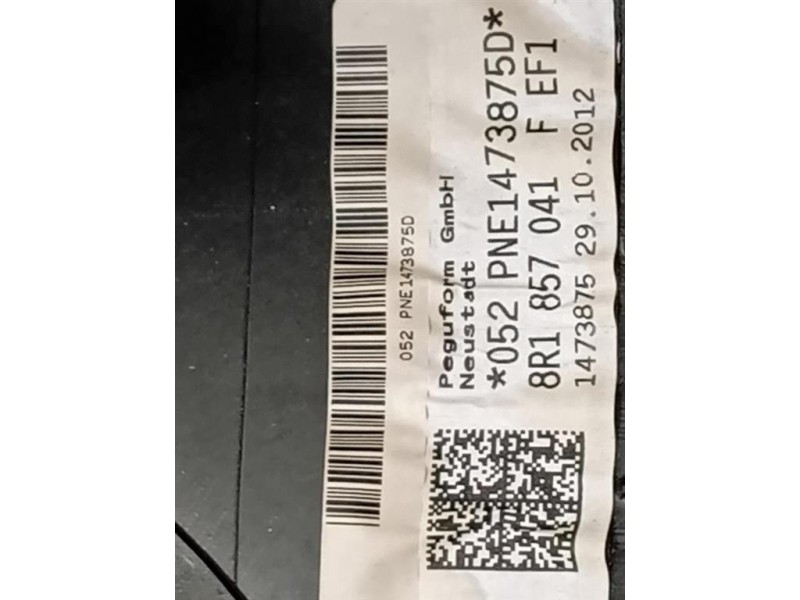 052 PNE1473875D
Peguform GmbH
Neustadt
*052 PNE1473875D*
8R1 857 041 F EF1
1473875 29.10.2012